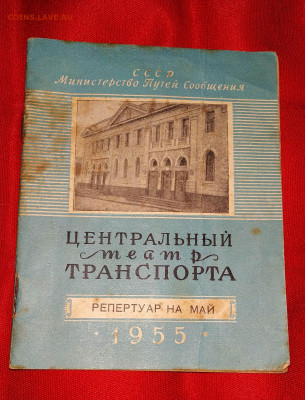 COINS.LAVE.RU
СССР
Министерство Путей Сообщения
ЦЕНТРАЛЬНЫЙ
театр
ТРАНСПОРТА
РЕПЕРТУАР НА МАЙ
1955